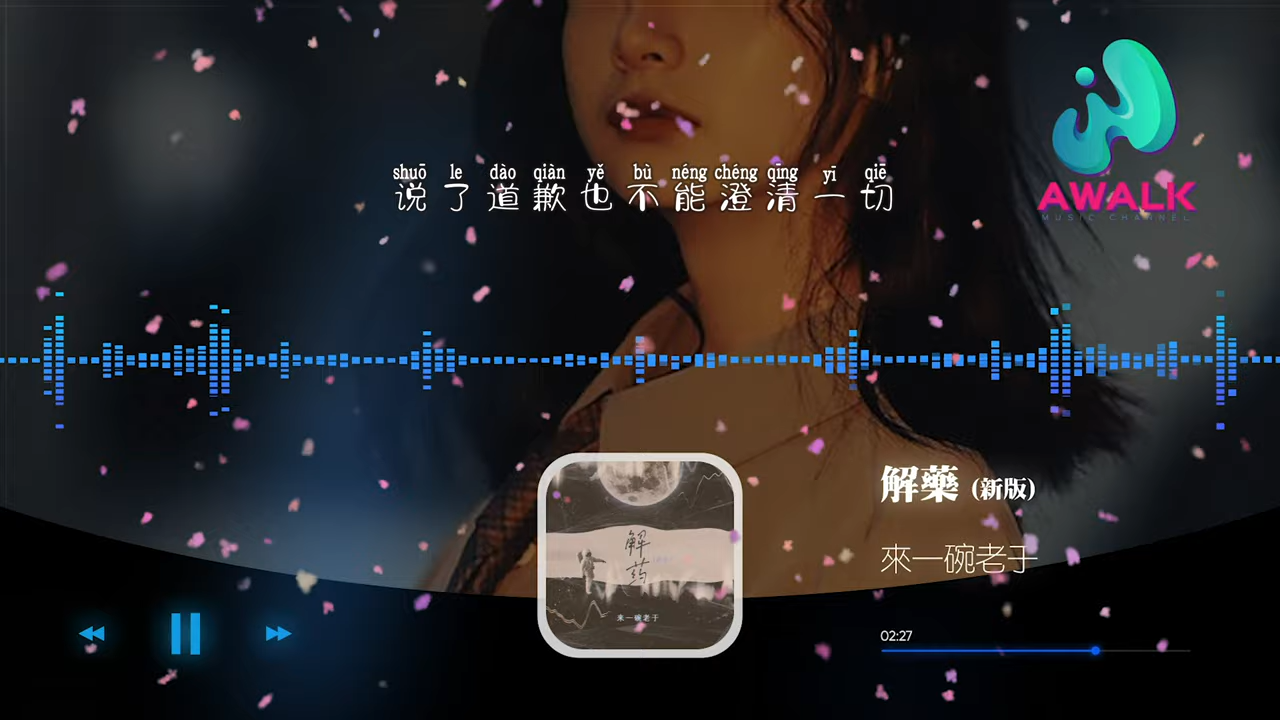 shuō le dào qiàn yě bù néng chéng qīng yī qiē
说了道歉也不能澄清一切
AWALK
MUSIC CHANNEL
解药
来一碗老于
解藥 (新版)
來一碗老于
02:27